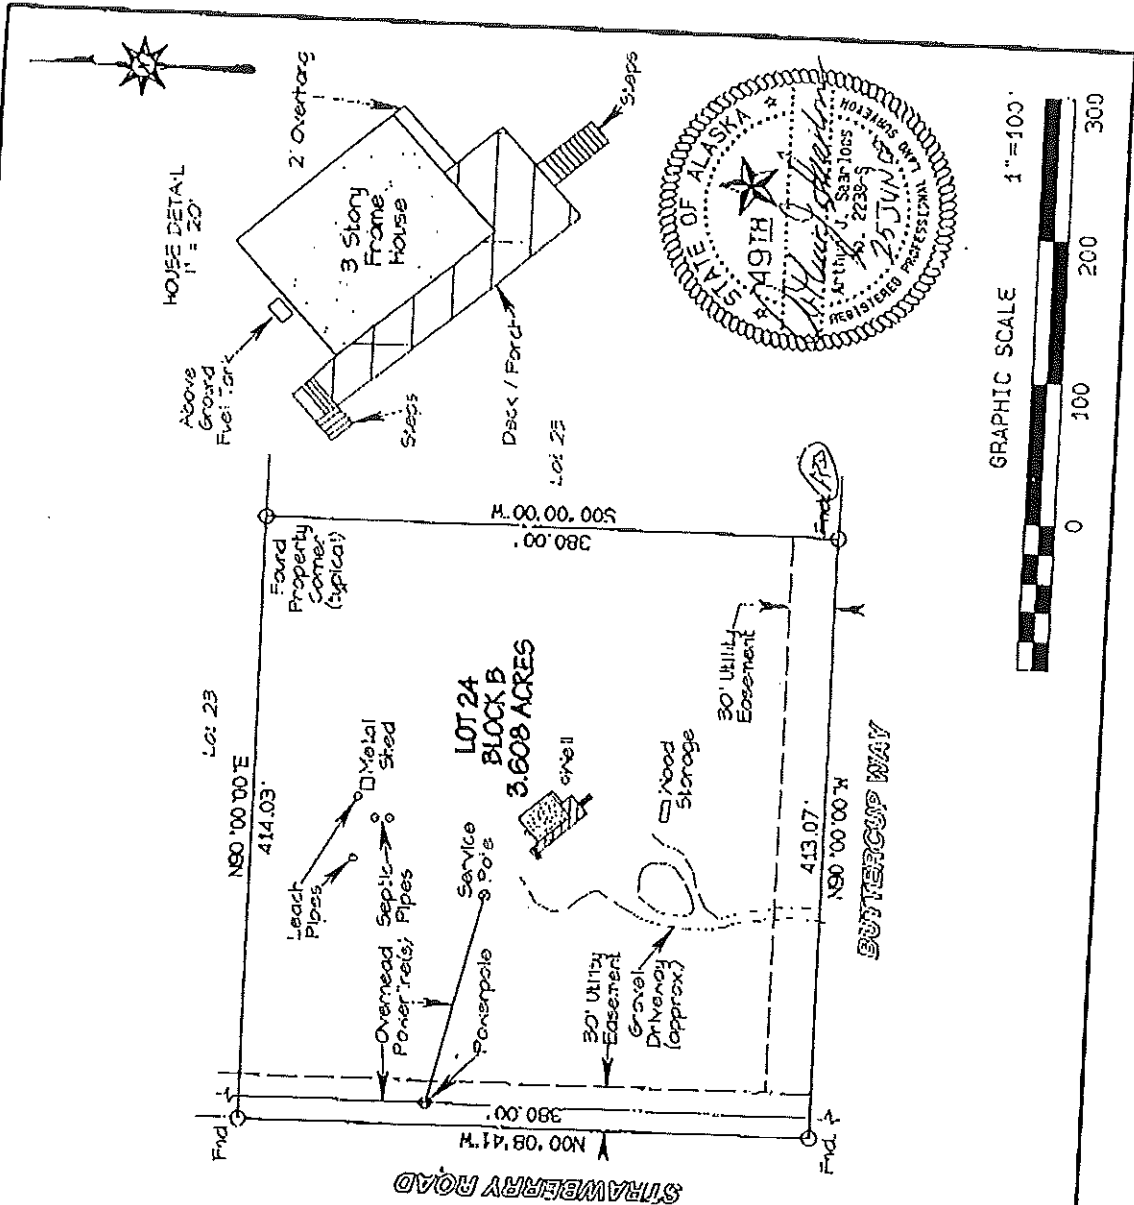 HOUSE DETAIL
1" = 20'
2' Overhang
Steps
Above
Ground
Fuel Tank
3 Story
Frame
House
Steps
Deck / Porch
STATE OF ALASKA
49TH
Arthur J. Searloss
No. 2238-S
25 JUN
REGISTERED PROFESSIONAL LAND SURVEYOR
Lot 23
Lot 25
N90°00'00"E
414.03'
Found
Property
Corner
(typical)
S00°00'00"W
380.00'
Leach
Pipes
Metal
Shed
Septic
Pipes
Overhead
Powerline(s)
Service
Pole
Powerpole
LOT 24
BLOCK B
3.608 ACRES
Well
Wood
Storage
30' Utility
Easement
30' Utility
Easement
Gravel
Driveway
(approx.)
413.07'
N90°00'00"W
BUTTERCUP WAY
N00°08'41"W
380.00'
STRAWBERRY ROAD
Fnd.
Fnd.
Fnd.
GRAPHIC SCALE
1"=100'
0 100 200 300